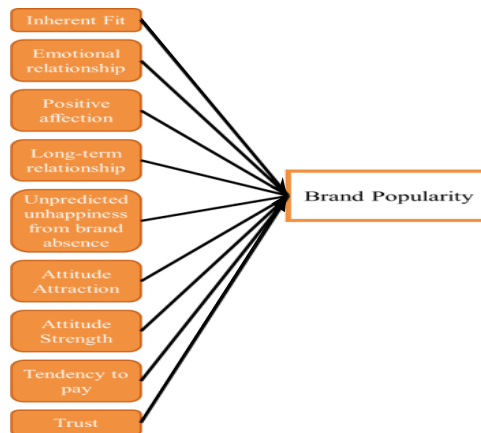 Inherent Fit
Emotional
relationship
Positive
affection
Long-term
relationship
Unpredicted
unhappiness
from brand
absence
Attitude
Attraction
Attitude
Strength
Tendency to
pay
Trust
Brand Popularity